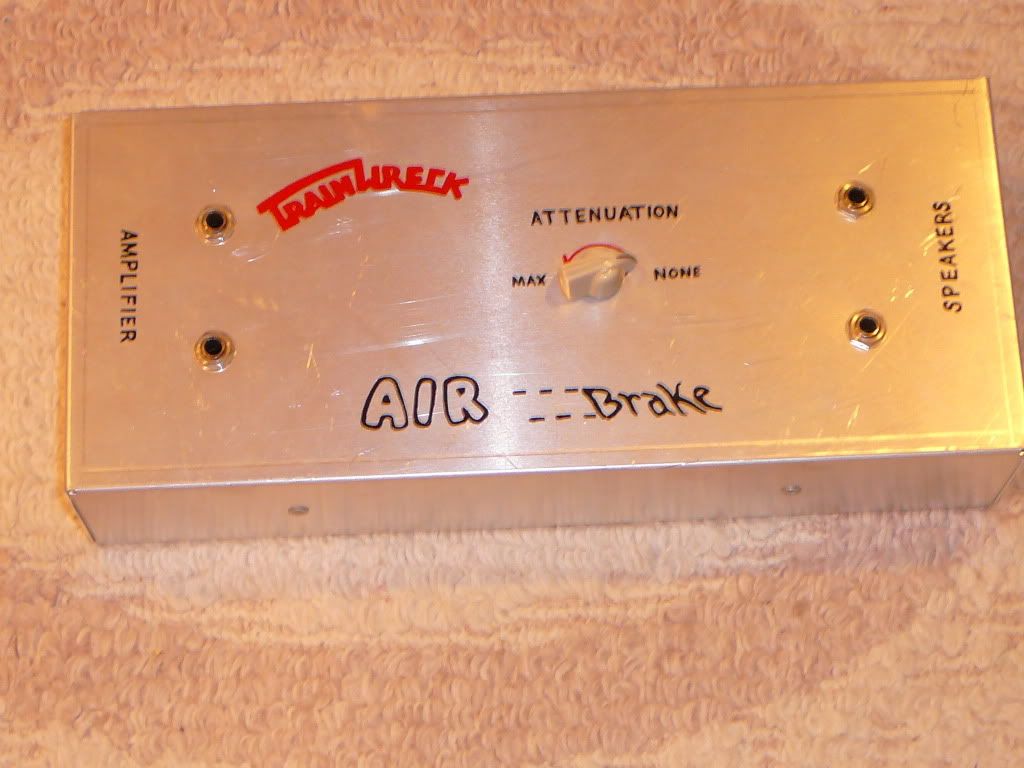 TRAINWRECK
ATTENUATION
MAX
NONE
AMPLIFIER
SPEAKERS
AIR Brake